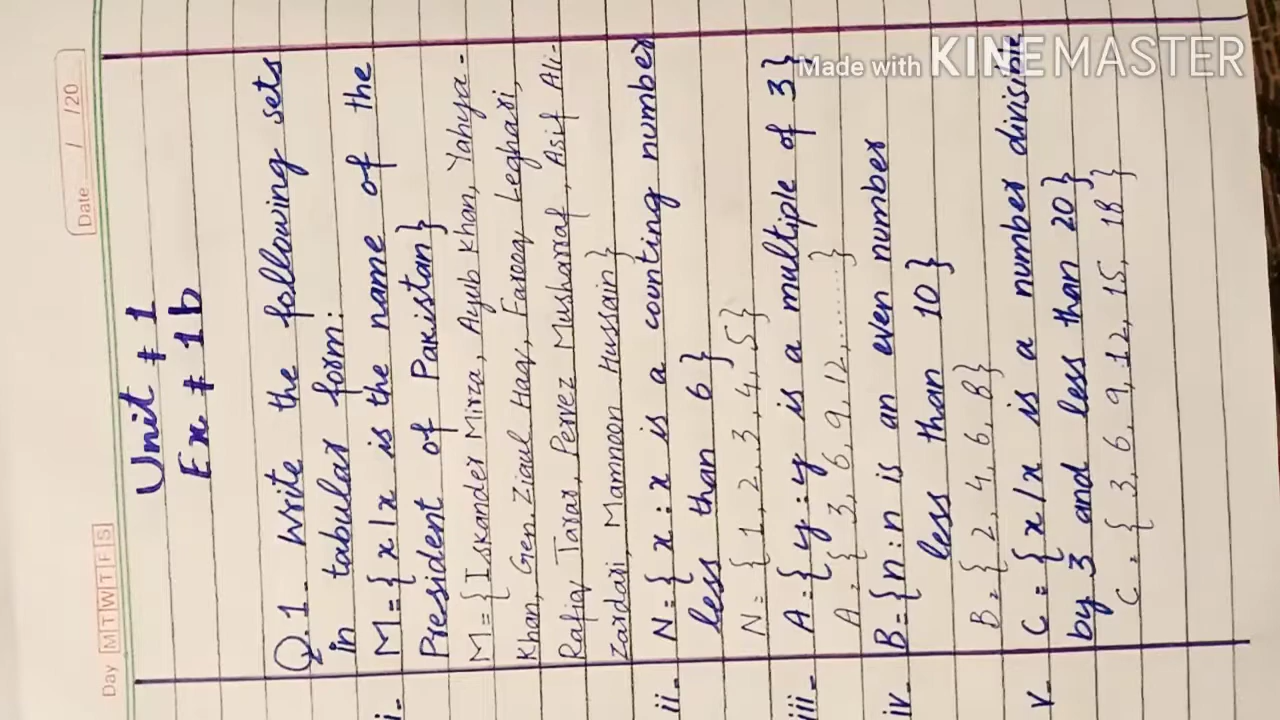 Made with KINEMASTER
Date. / /20
Day M T W T F S
Unit # 1
Ex # 1b
Q.1- Write the following sets
in tabular form:
i- M={x/x is the name of the
President of Pakistan}
M={Iskander Mirza, Ayub Khan, Yahya-
Khan, Gen. Ziaul Haq, Farooq Leghari,
Rafiq Tarar, Pervez Musharraf, Asif Ali-
Zardari, Mamnoon Hussain}
ii- N={x:x is a counting number
less than 6}
N={1,2,3,4,5}
iii- A={y:y is a multiple of 3}
A={3,6,9,12,.......}
iv- B={n:n is an even number
less than 10}
B={2,4,6,8}
v- C={x/x is a number divisible
by 3 and less than 20}
C={3,6,9,12,15,18}